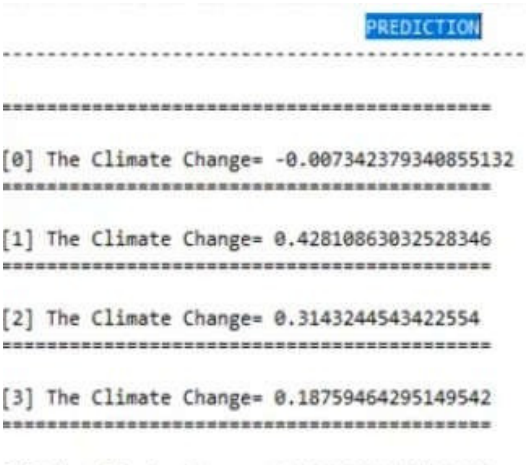 PREDICTION
[0] The Climate Change= -0.007342379340855132
[1] The Climate Change= 0.42810863032528346
[2] The Climate Change= 0.3143244543422554
[3] The Climate Change= 0.18759464295149542